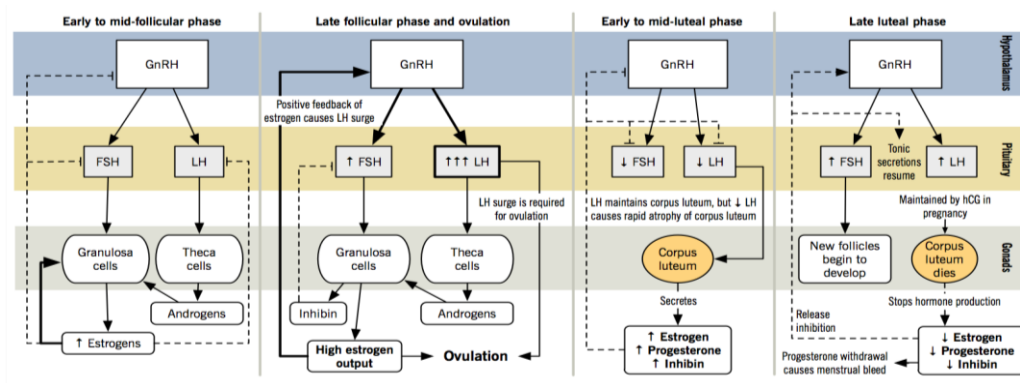 Early to mid-follicular phase
Late follicular phase and ovulation
Early to mid-luteal phase
Late luteal phase
Hypothalamus
GnRH
GnRH
GnRH
GnRH
Positive feedback of
estrogen causes LH surge
Pituitary
FSH
LH
↑ FSH
↑↑↑ LH
↓ FSH
↓ LH
↑ FSH
Tonic
secretions
resume
↑ LH
LH surge is required
for ovulation
LH maintains corpus luteum, but ↓ LH
causes rapid atrophy of corpus luteum
Maintained by hCG in
pregnancy
Gonads
Granulosa
cells
Theca
cells
Granulosa
cells
Theca
cells
Corpus
luteum
New follicles
begin to
develop
Corpus
luteum
dies
Androgens
↑ Estrogens
Inhibin
Androgens
High estrogen
output
Ovulation
Secretes
↑ Estrogen
↑ Progesterone
↑ Inhibin
Stops hormone production
Release
inhibition
↓ Estrogen
↓ Progesterone
↓ Inhibin
Progesterone withdrawal
causes menstrual bleed